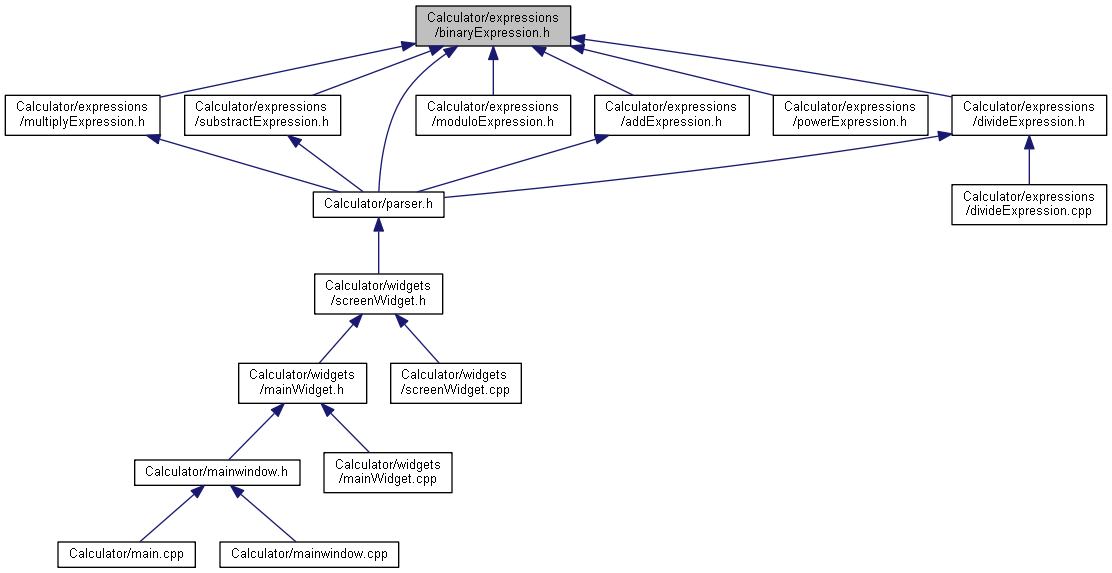 Calculator/expressions
/binaryExpression.h
Calculator/expressions
/multiplyExpression.h
Calculator/expressions
/substractExpression.h
Calculator/expressions
/moduloExpression.h
Calculator/expressions
/addExpression.h
Calculator/expressions
/powerExpression.h
Calculator/expressions
/divideExpression.h
Calculator/parser.h
Calculator/expressions
/divideExpression.cpp
Calculator/widgets
/screenWidget.h
Calculator/widgets
/mainWidget.h
Calculator/widgets
/screenWidget.cpp
Calculator/mainwindow.h
Calculator/widgets
/mainWidget.cpp
Calculator/main.cpp
Calculator/mainwindow.cpp